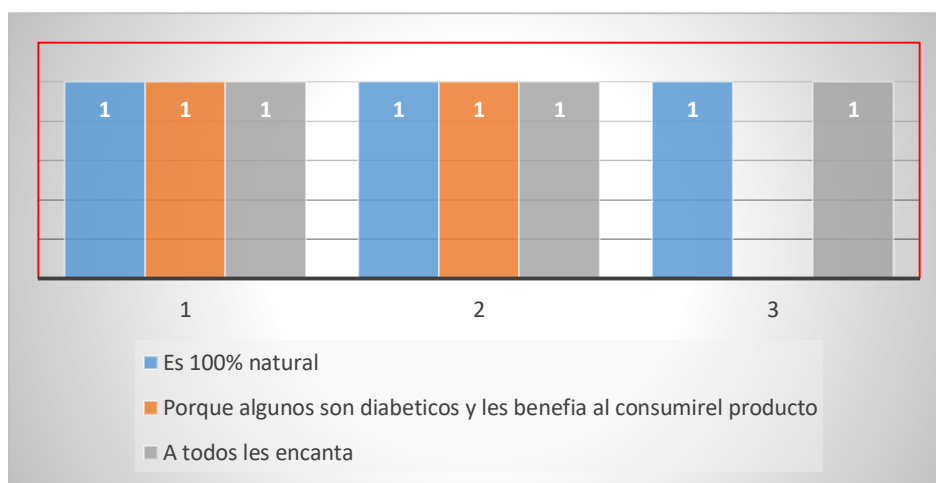 1 1 1 1 1 1 1 1
1 2 3
Es 100% natural
Porque algunos son diabeticos y les benefia al consumirel producto
A todos les encanta